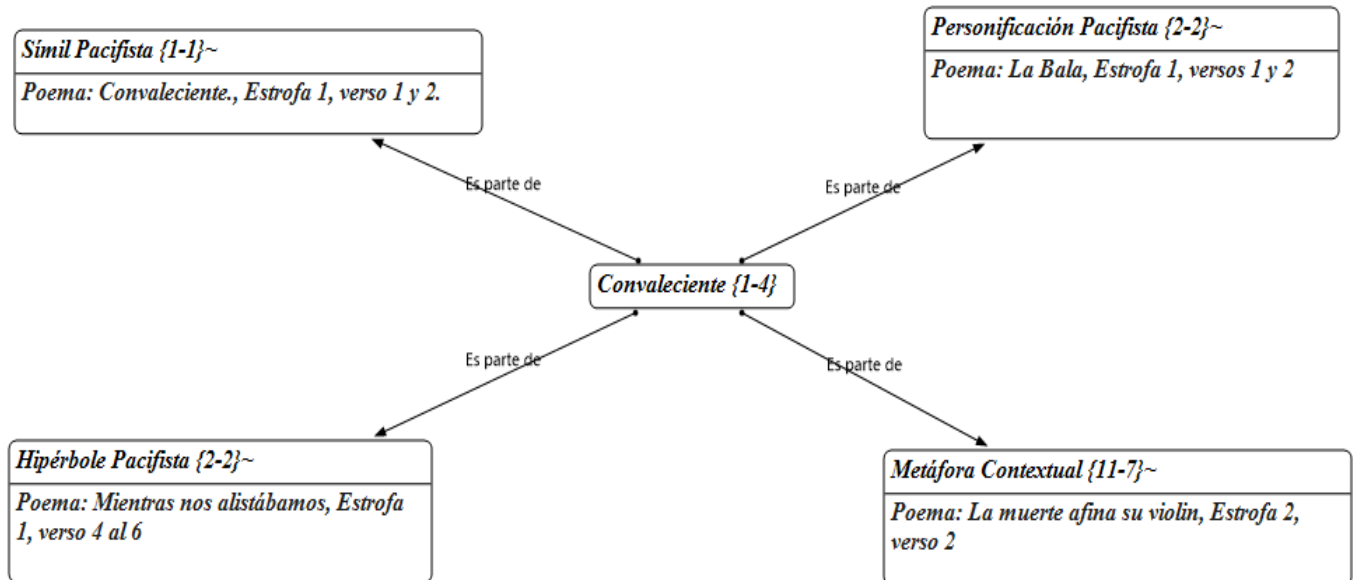 Símil Pacifista {1-1}~
Poema: Convaleciente., Estrofa 1, verso 1 y 2.
Personificación Pacifista {2-2}~
Poema: La Bala, Estrofa 1, versos 1 y 2
Es parte de
Es parte de
Convaleciente {1-4}
Es parte de
Es parte de
Hipérbole Pacifista {2-2}~
Poema: Mientras nos alistábamos, Estrofa
1, verso 4 al 6
Metáfora Contextual {11-7}~
Poema: La muerte afina su violin, Estrofa 2,
verso 2